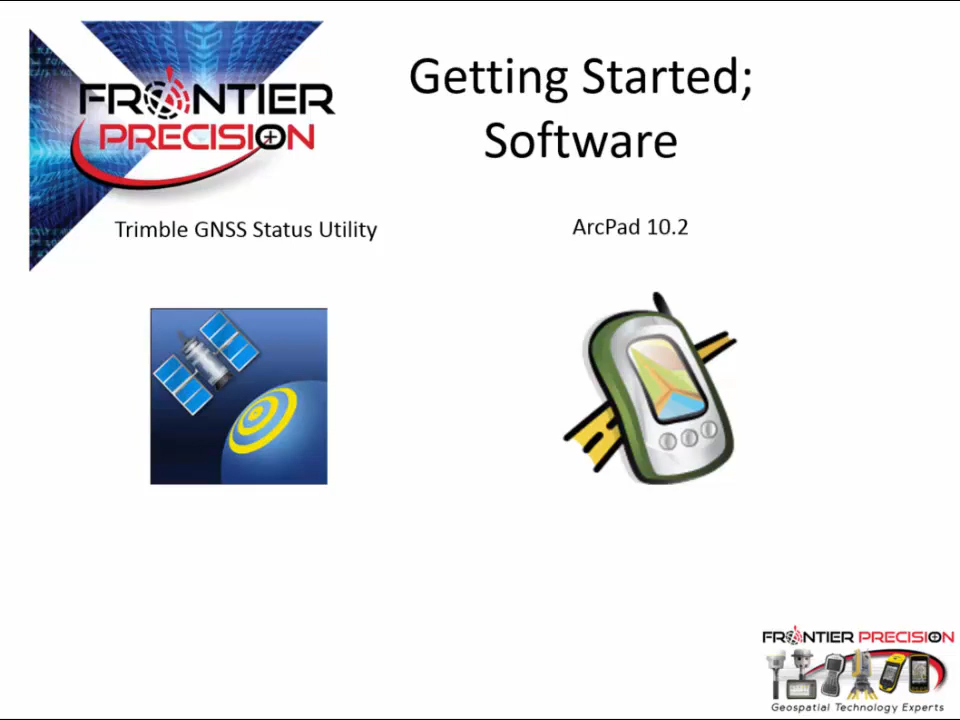 FRONTIER
PRECISION
Getting Started;
Software
Trimble GNSS Status Utility
ArcPad 10.2
FRONTIER PRECISION
Geospatial Technology Experts